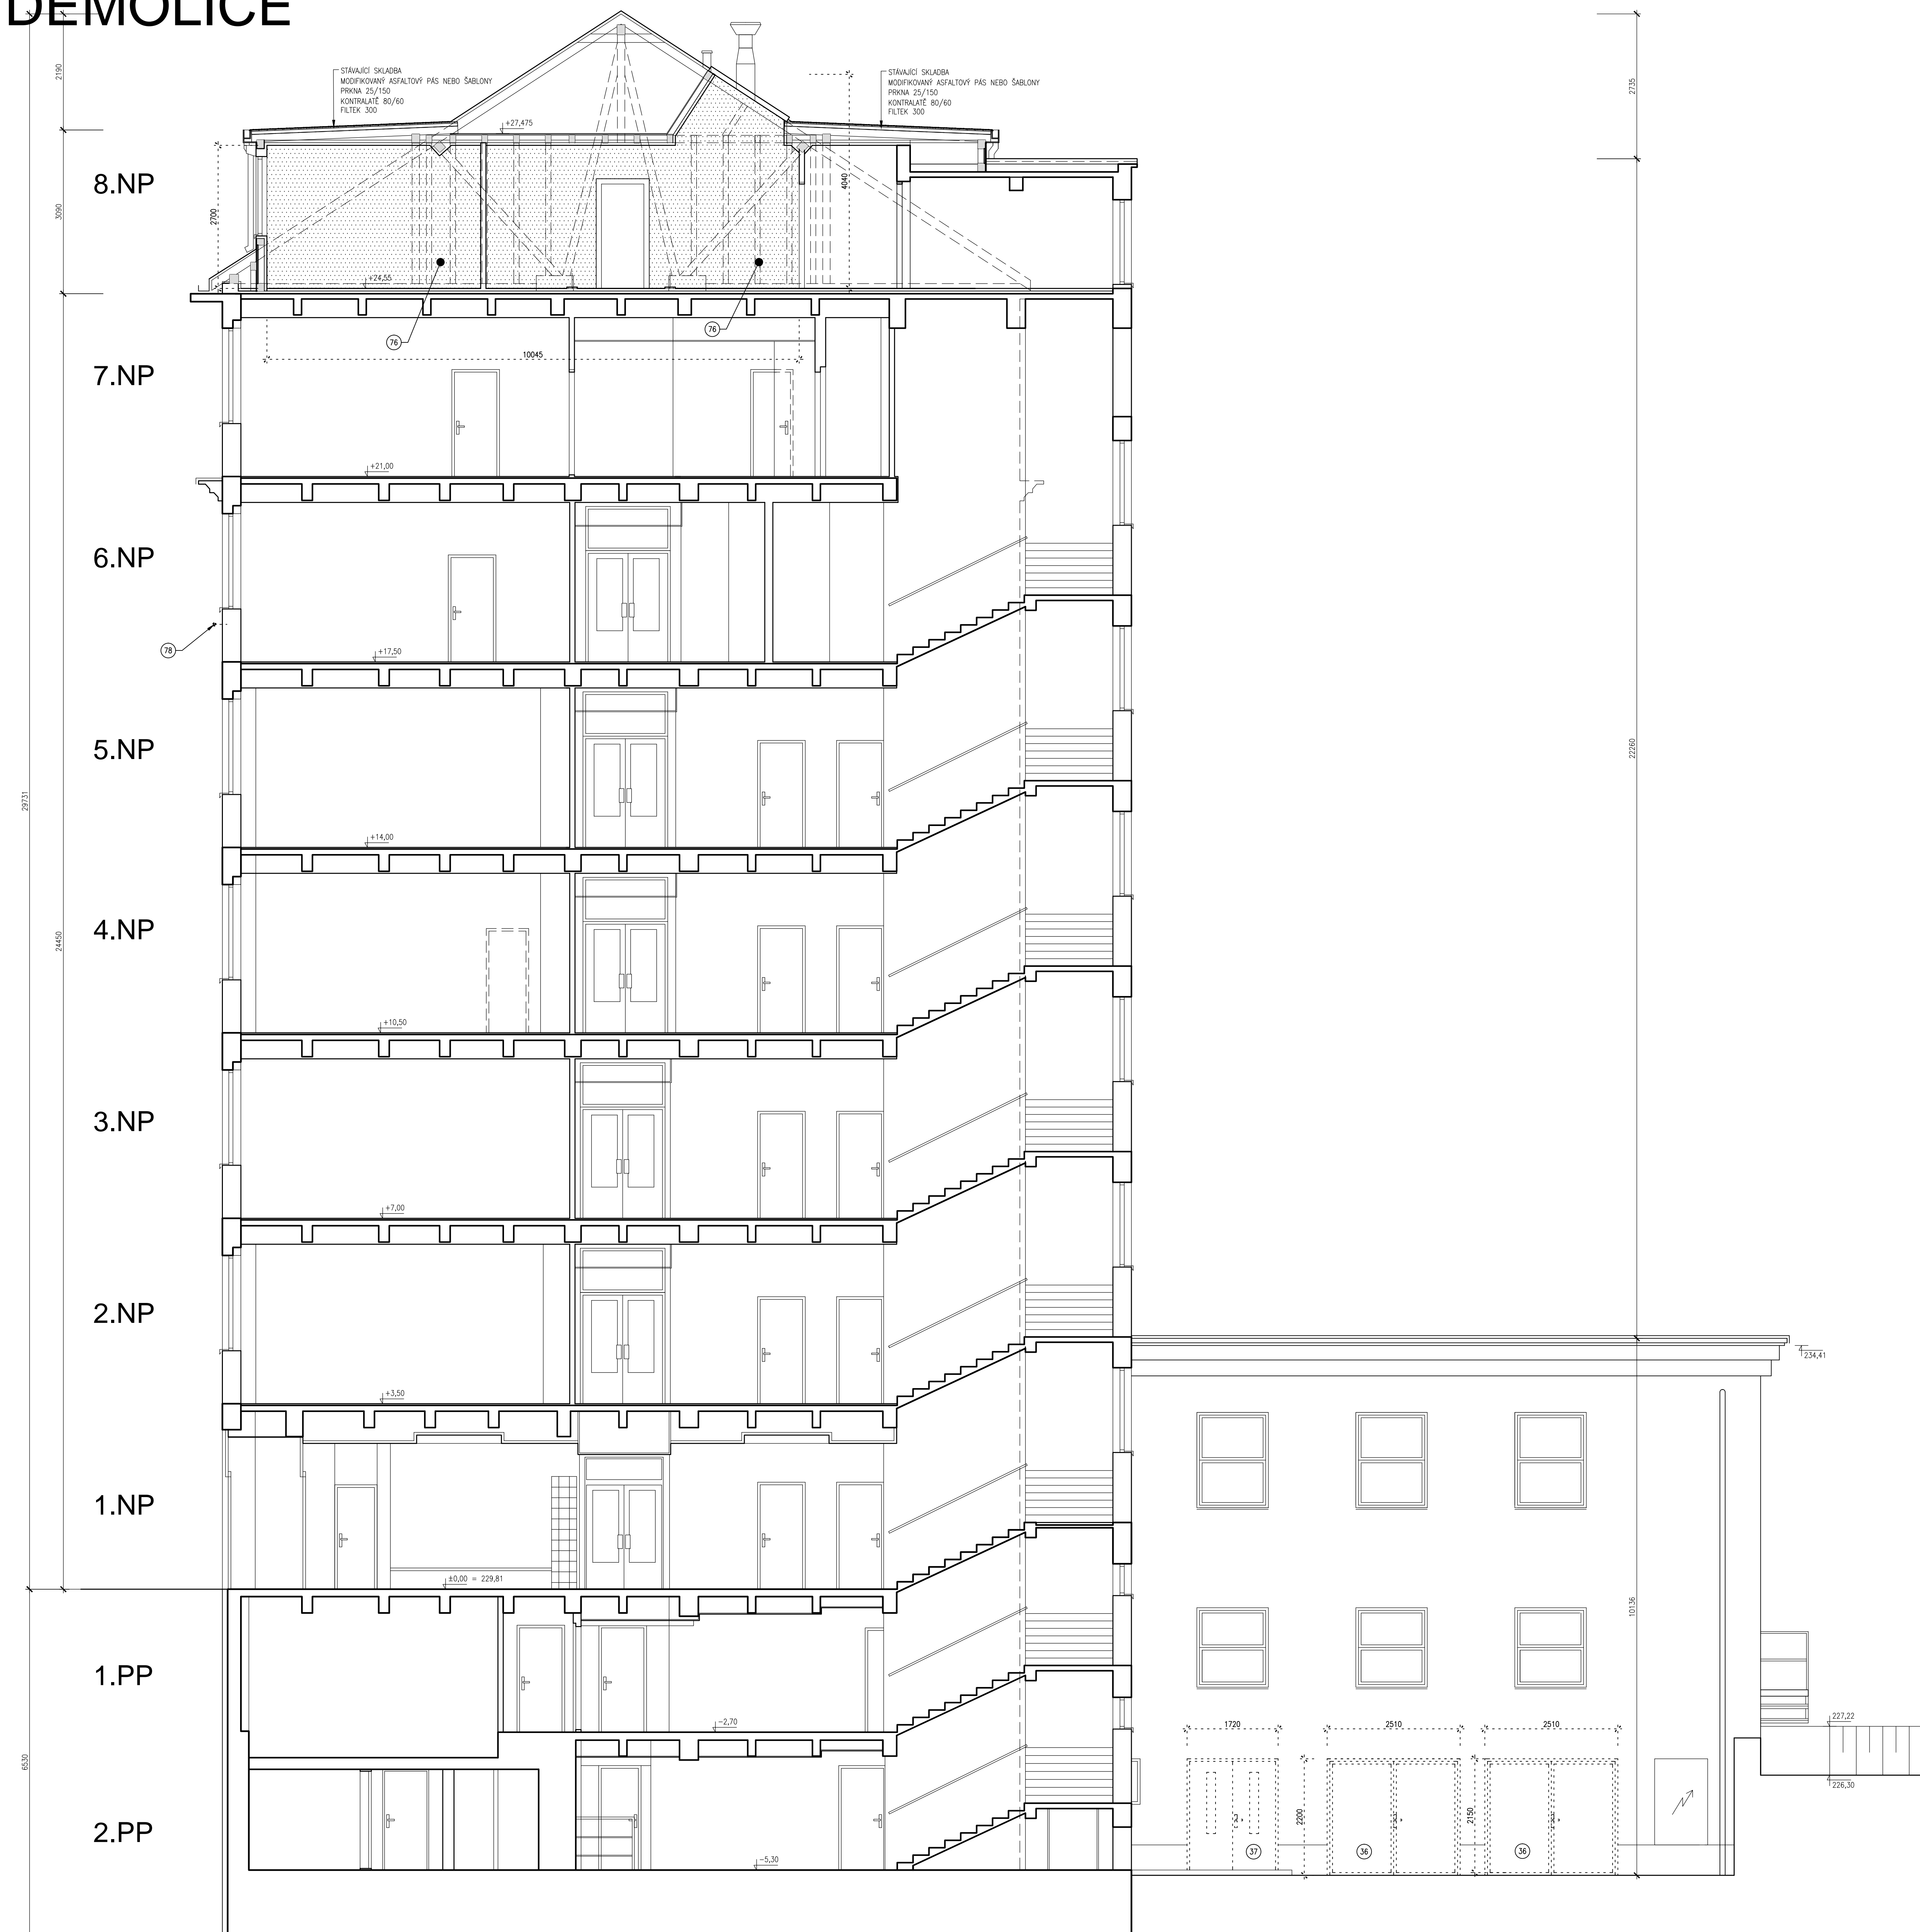 DEMOLICE
STÁVAJÍCÍ SKLADBA
MODIFIKOVANÝ ASFALTOVÝ PÁS NEBO ŠABLONY
PRKNA 25/150
KONTRALATĚ 80/60
FILTEK 300
STÁVAJÍCÍ SKLADBA
MODIFIKOVANÝ ASFALTOVÝ PÁS NEBO ŠABLONY
PRKNA 25/150
KONTRALATĚ 80/60
FILTEK 300
2190
2735
+27,475
8.NP
3090
2700
4040
+24,55
76
76
10045
7.NP
+21,00
6.NP
78
+17,50
5.NP
22260
29731
+14,00
4.NP
24450
+10,50
3.NP
+7,00
2.NP
234,41
+3,50
1.NP
±0,00 = 229,81
10136
1.PP
-2,70
1720
2510
2510
227,22
226,30
6530
2200
2150
2.PP
37
36
36
-5,30